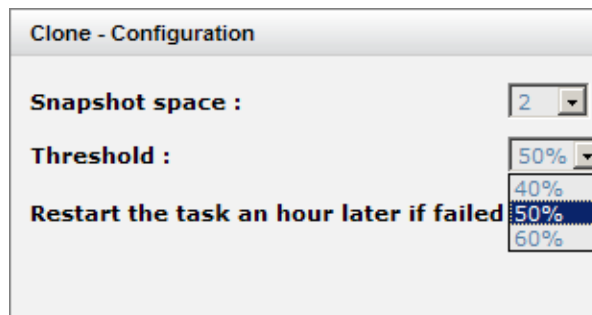 Clone - Configuration
Snapshot space : 2
Threshold : 50%
40%
Restart the task an hour later if failed 50%
60%